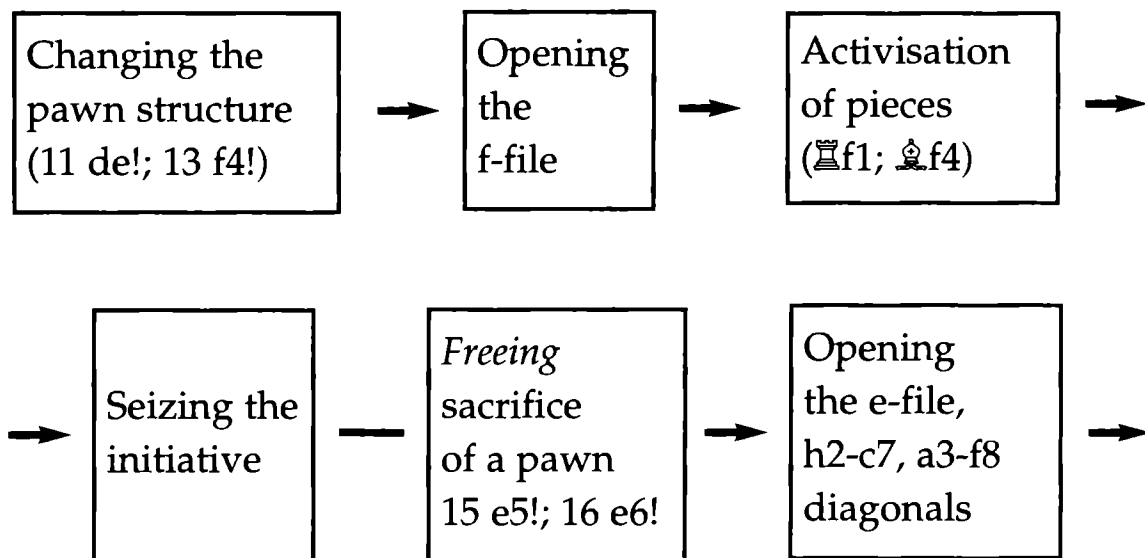 Changing the
pawn structure
(11 de!; 13 f4!)
Opening
the
f-file
Activisation
of pieces
(♖f1; ♗f4)
Seizing the
initiative
Freeing
sacrifice
of a pawn
15 e5!; 16 e6!
Opening
the e-file,
h2-c7, a3-f8
diagonals